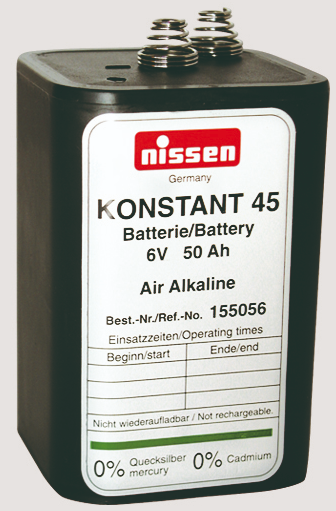 nissen
Germany
KONSTANT 45
Batterie/Battery
6V 50 Ah
Air Alkaline
Best.-Nr./Ref.-No. 155056
Einsatzzeiten/Operating times
Beginn/start Ende/end
Nicht wiederaufladbar / Not rechargeable.
0% Quecksilber mercury 0% Cadmium